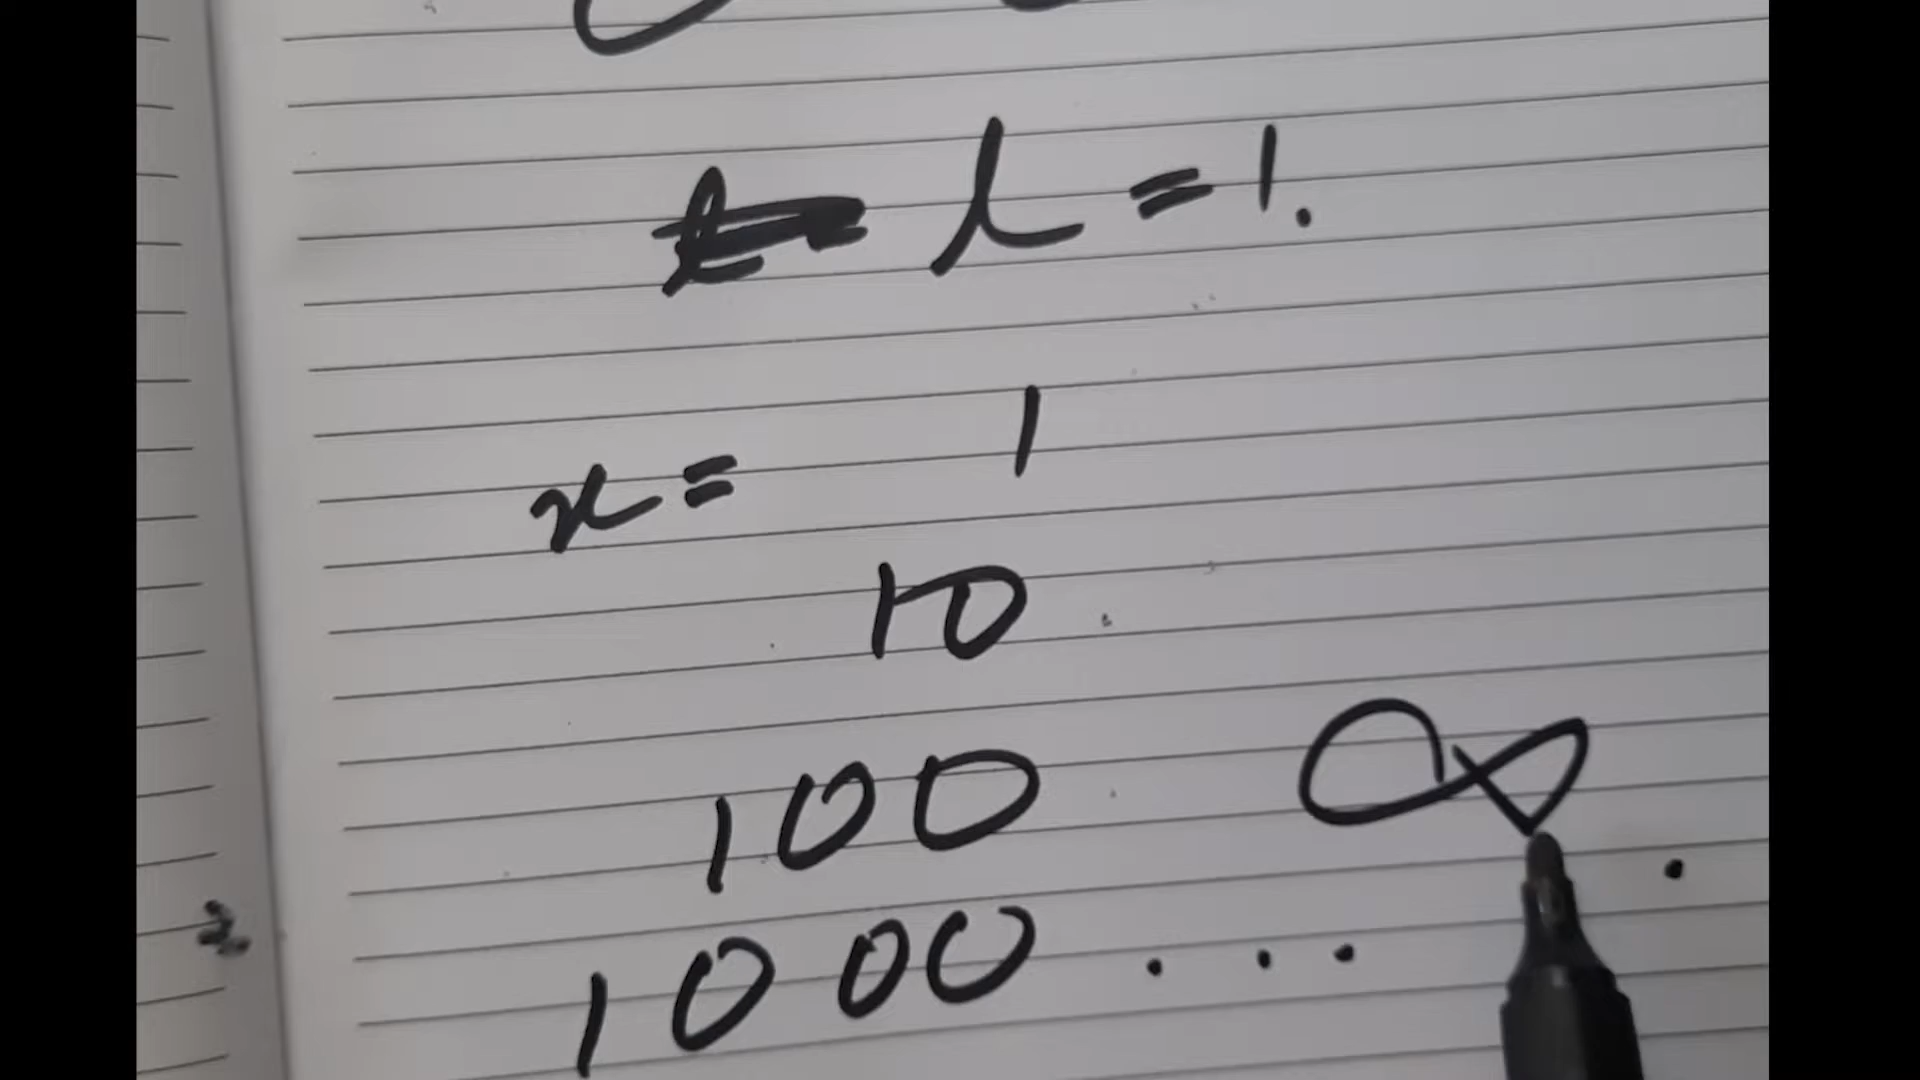 l = 1.
x = 1
10
100 ∞
1000 . . . .